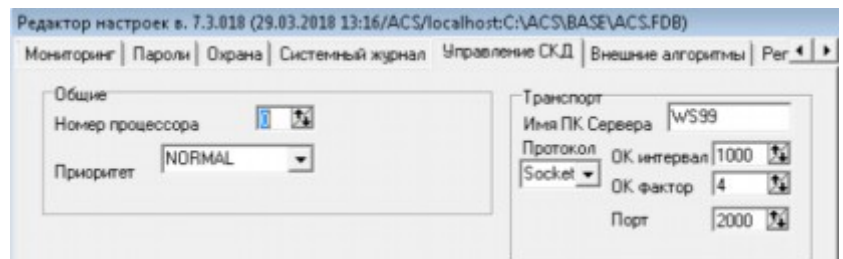 Редактор настроек в. 7.3.018 (29.03.2018 13:16/ACS/localhost:C:\ACS\BASE\ACS.FDB)
Мониторинг Пароли Охрана Системный журнал Управление СКД Внешние алгоритмы Рег
Общие
Номер процессора 0
Приоритет NORMAL
Транспорт
Имя ПК Сервера WS99
Протокол ОК интервал 1000
Socket ОК фактор 4
Порт 2000